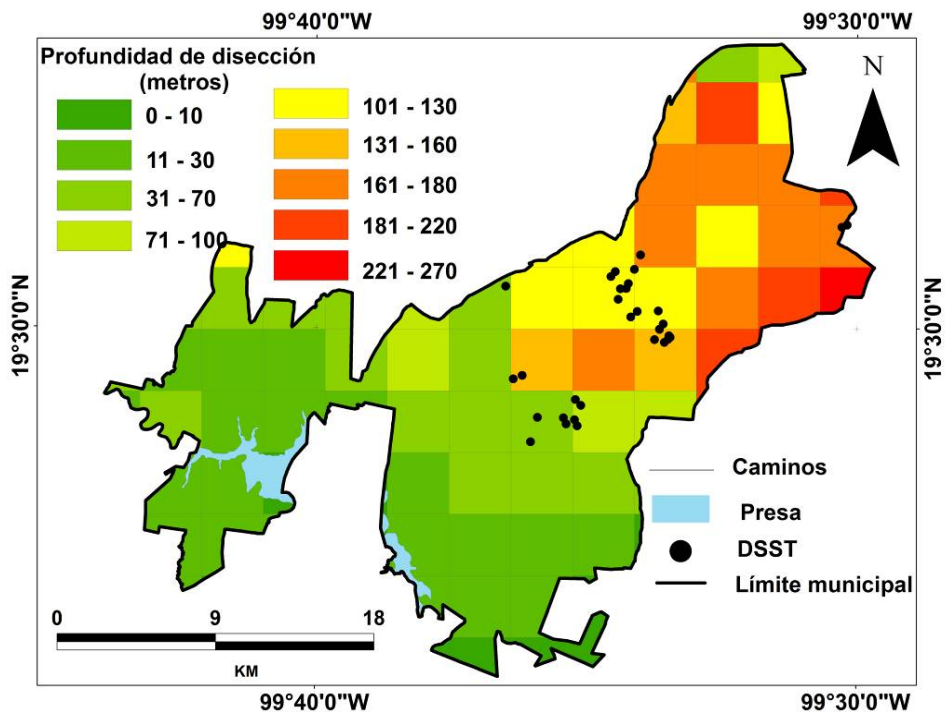 99°40'0"W
99°30'0"W
Profundidad de disección
(metros)
0 - 10
11 - 30
31 - 70
71 - 100
101 - 130
131 - 160
161 - 180
181 - 220
221 - 270
N
19°30'0"N
19°30'0"N
Caminos
Presa
DSST
Límite municipal
0
9
18
KM
99°40'0"W
99°30'0"W